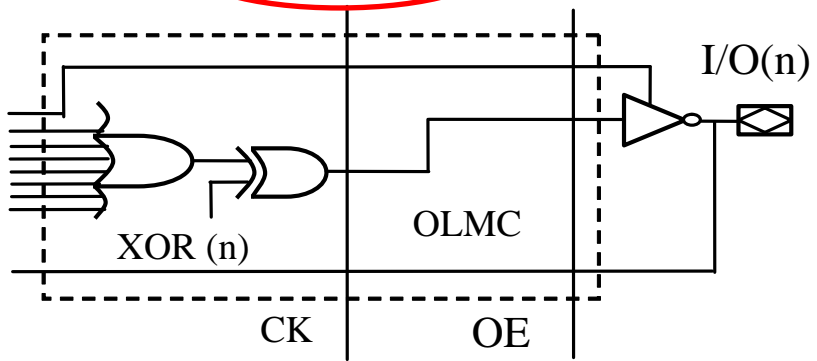 I/O(n)
OLMC
XOR (n)
CK
OE